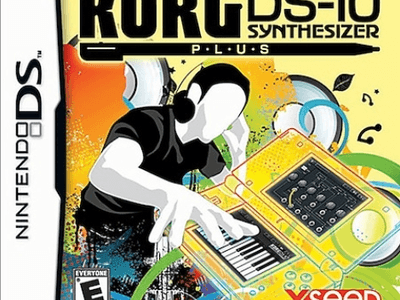 KORG DS-10
SYNTHESIZER
PLUS
NINTENDO DS
EVERYONE
E
XSEED